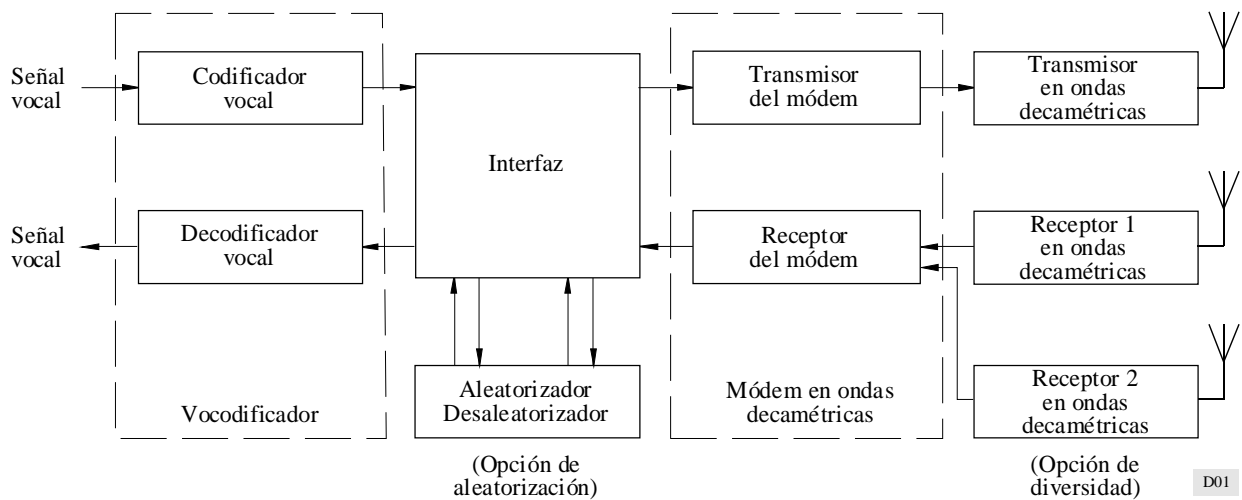 Señal
vocal
Codificador
vocal
Interfaz
Transmisor
del módem
Transmisor
en ondas
decamétricas
Señal
vocal
Decodificador
vocal
Receptor
del módem
Receptor 1
en ondas
decamétricas
Vocodificador
Aleatorizador
Desaleatorizador
Módem en ondas
decamétricas
Receptor 2
en ondas
decamétricas
(Opción de
aleatorización)
(Opción de
diversidad)
D01